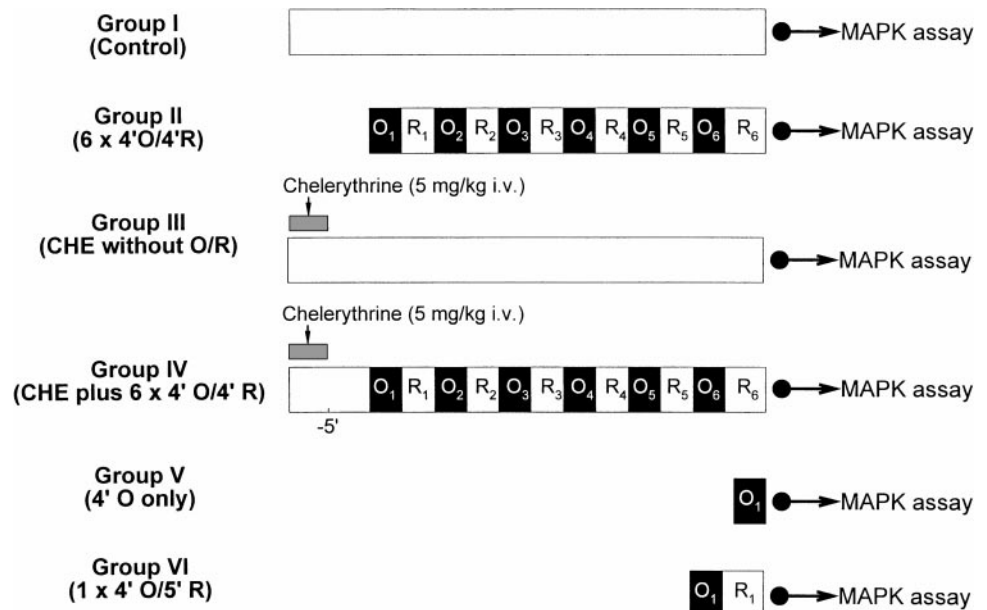 Group I
(Control)
MAPK assay
Group II
(6 x 4'O/4'R)
O1 R1 O2 R2 O3 R3 O4 R4 O5 R5 O6 R6
MAPK assay
Chelerythrine (5 mg/kg i.v.)
Group III
(CHE without O/R)
MAPK assay
Chelerythrine (5 mg/kg i.v.)
Group IV
(CHE plus 6 x 4' O/4' R)
O1 R1 O2 R2 O3 R3 O4 R4 O5 R5 O6 R6
MAPK assay
-5'
Group V
(4' O only)
O1
MAPK assay
Group VI
(1 x 4' O/5' R)
O1 R1
MAPK assay